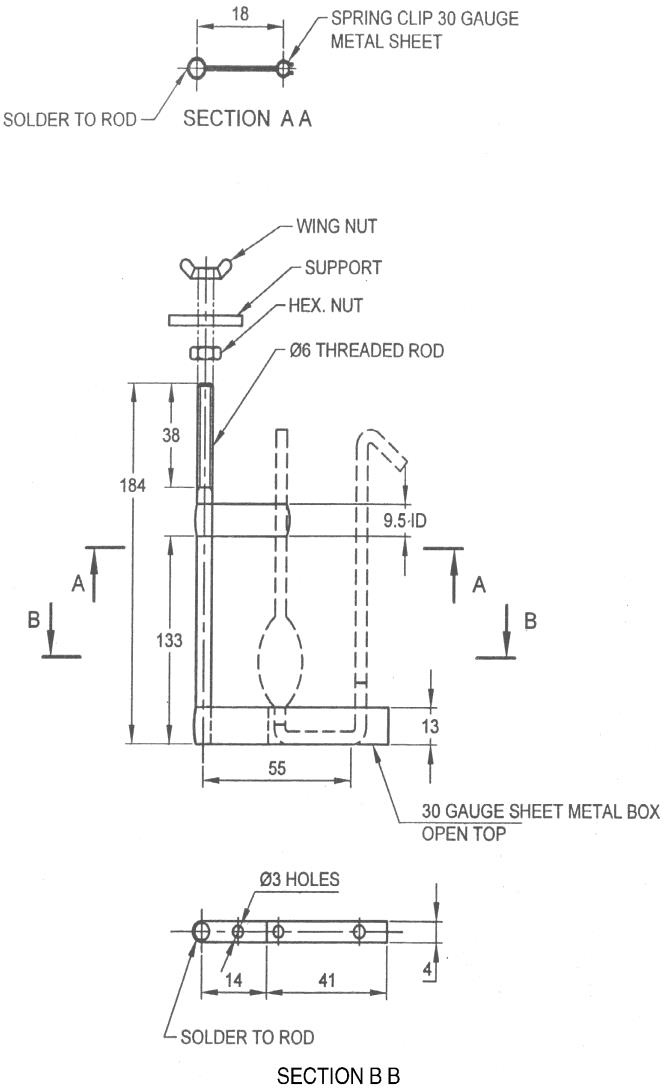 18
SPRING CLIP 30 GAUGE
METAL SHEET
SOLDER TO ROD
SECTION A A
WING NUT
SUPPORT
HEX. NUT
Ø6 THREADED ROD
38
184
9.5 ID
A
A
B
B
133
13
55
30 GAUGE SHEET METAL BOX
OPEN TOP
Ø3 HOLES
14
41
4
SOLDER TO ROD
SECTION B B